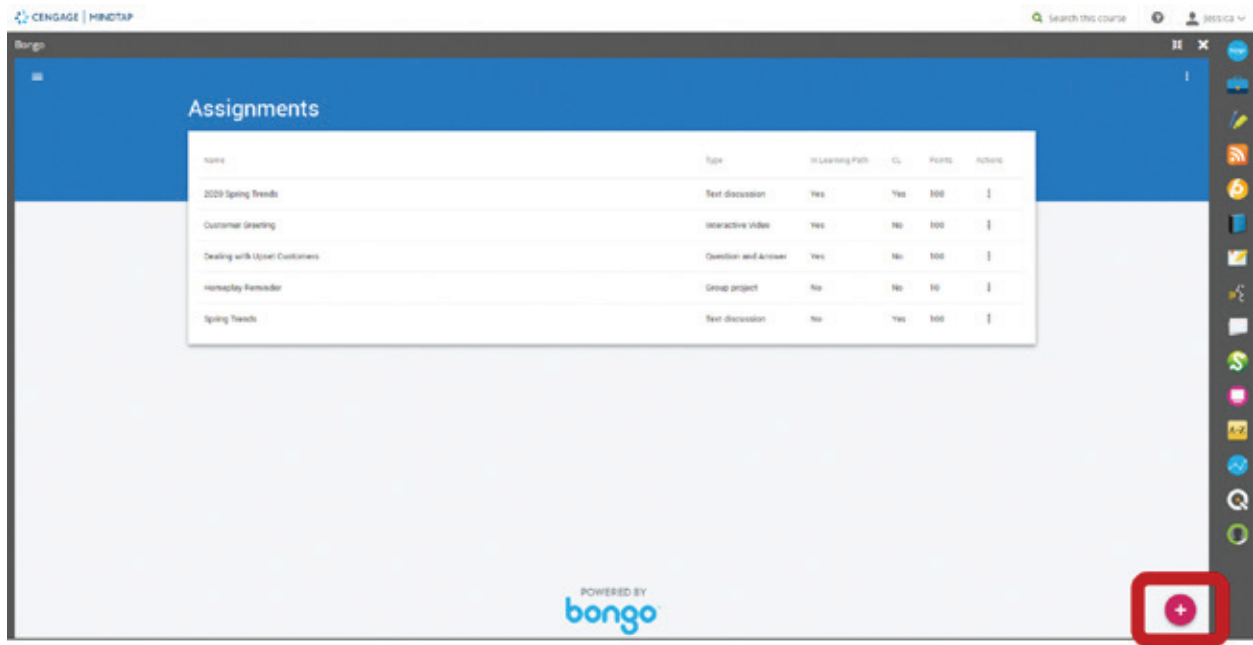 CENGAGE | MINDTAP Search this course ? Jessica
Bongo
Assignments
Name Type In Learning Path CL Points Actions
2020 Spring Trends Text discussion Yes Yes 100
Customer Greeting Interactive Video Yes No 100
Dealing with Upset Customers Question and Answer Yes No 100
Homeplay Reminder Group project No No 10
Spring Trends Text discussion No Yes 100
A-Z
POWERED BY
bongo
+